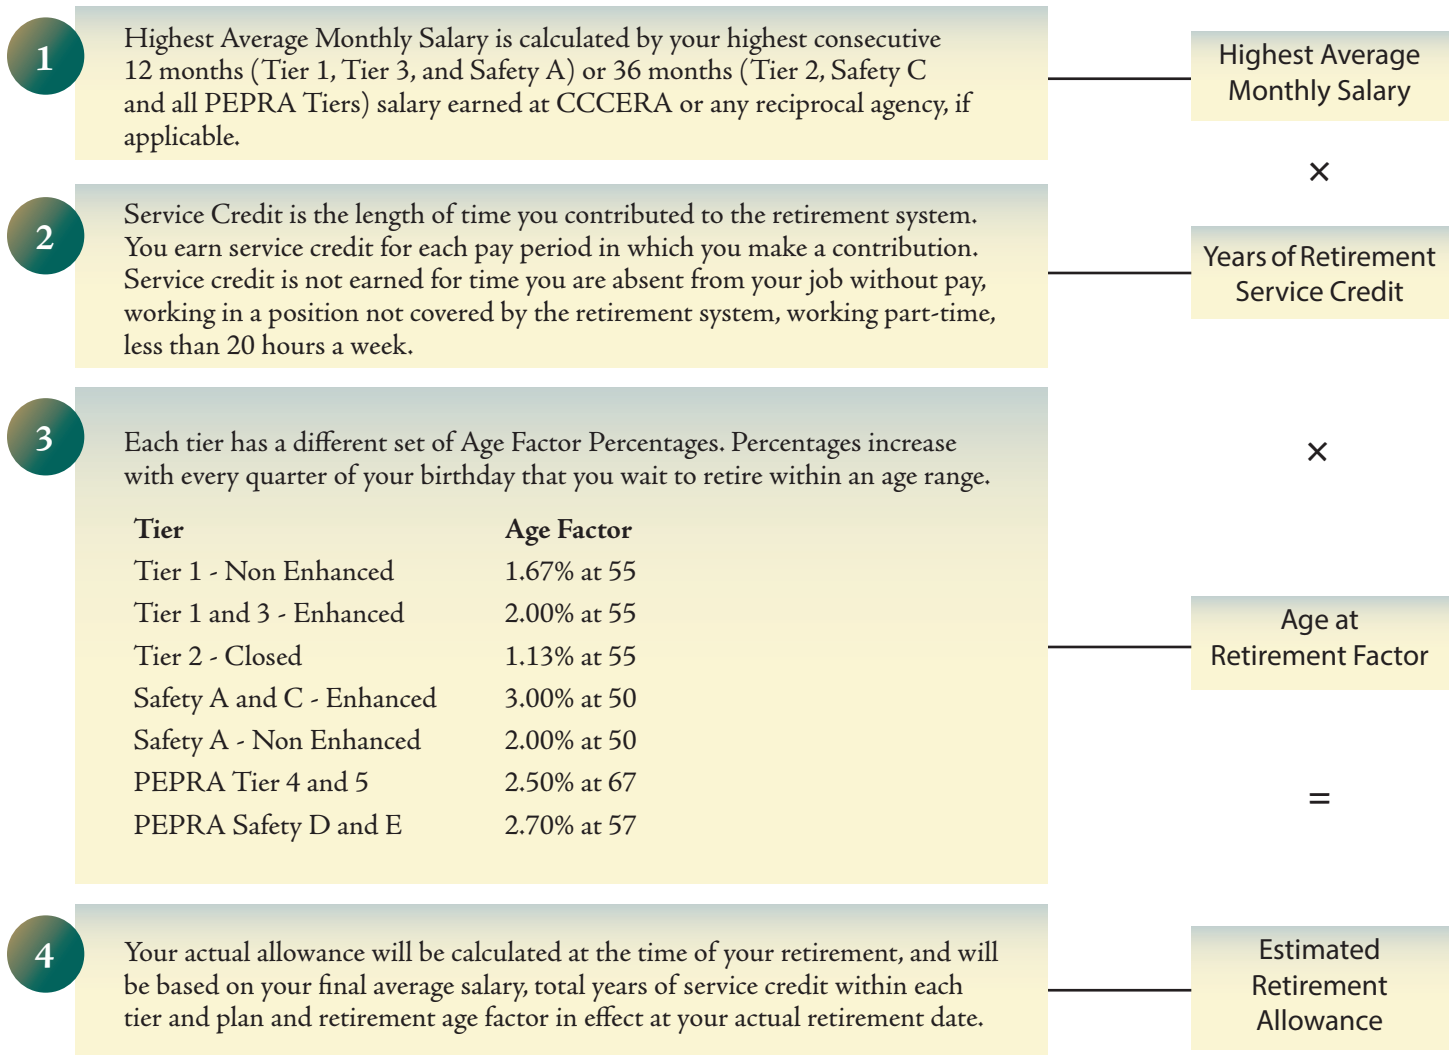 1
Highest Average Monthly Salary is calculated by your highest consecutive
12 months (Tier 1, Tier 3, and Safety A) or 36 months (Tier 2, Safety C
and all PEPRA Tiers) salary earned at CCCERA or any reciprocal agency, if
applicable.
Highest Average
Monthly Salary
×
2
Service Credit is the length of time you contributed to the retirement system.
You earn service credit for each pay period in which you make a contribution.
Service credit is not earned for time you are absent from your job without pay,
working in a position not covered by the retirement system, working part-time,
less than 20 hours a week.
Years of Retirement
Service Credit
×
3
Each tier has a different set of Age Factor Percentages. Percentages increase
with every quarter of your birthday that you wait to retire within an age range.
Tier Age Factor
Tier 1 - Non Enhanced 1.67% at 55
Tier 1 and 3 - Enhanced 2.00% at 55
Tier 2 - Closed 1.13% at 55
Safety A and C - Enhanced 3.00% at 50
Safety A - Non Enhanced 2.00% at 50
PEPRA Tier 4 and 5 2.50% at 67
PEPRA Safety D and E 2.70% at 57
Age at
Retirement Factor
=
4
Your actual allowance will be calculated at the time of your retirement, and will
be based on your final average salary, total years of service credit within each
tier and plan and retirement age factor in effect at your actual retirement date.
Estimated
Retirement
Allowance